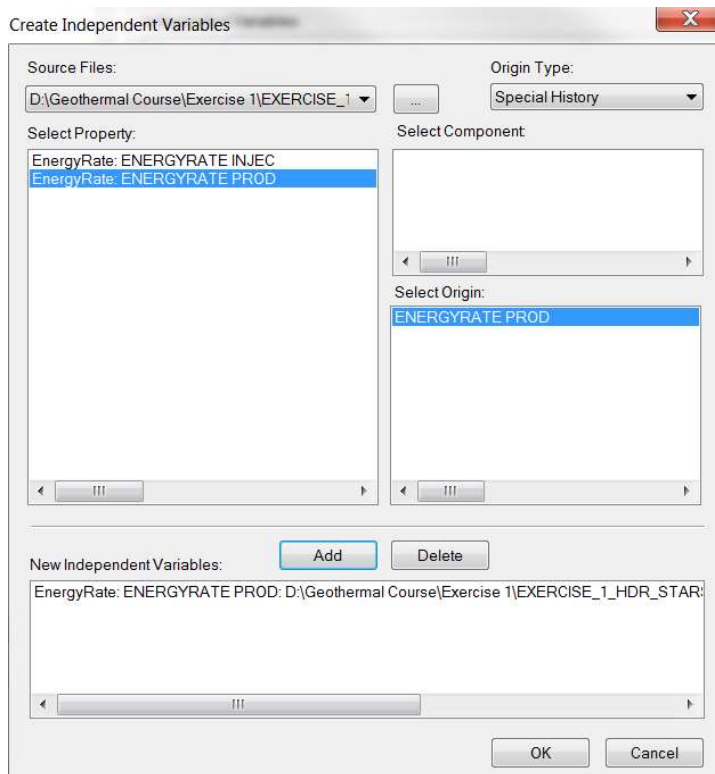 Create Independent Variables
Source Files:
Origin Type:
D:\Geothermal Course\Exercise 1\EXERCISE_1
...
Special History
Select Property:
Select Component:
EnergyRate: ENERGYRATE INJEC
EnergyRate: ENERGYRATE PROD
Select Origin:
ENERGYRATE PROD
Add
Delete
New Independent Variables:
EnergyRate: ENERGYRATE PROD: D:\Geothermal Course\Exercise 1\EXERCISE_1_HDR_STARS
OK
Cancel